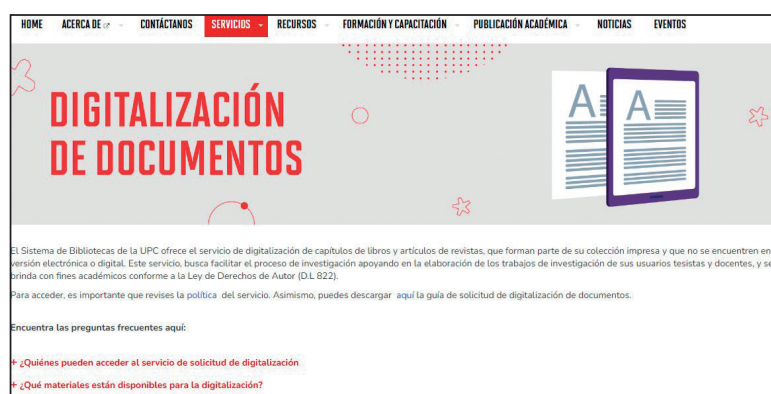 HOME ACERCA DE CONTÁCTANOS SERVICIOS RECURSOS FORMACIÓN Y CAPACITACIÓN PUBLICACIÓN ACADÉMICA NOTICIAS EVENTOS
DIGITALIZACIÓN
DE DOCUMENTOS
A A
El Sistema de Bibliotecas de la UPC ofrece el servicio de digitalización de capítulos de libros y artículos de revistas, que forman parte de su colección impresa y que no se encuentren en
versión electrónica o digital. Este servicio, busca facilitar el proceso de investigación apoyando en la elaboración de los trabajos de investigación de sus usuarios tesistas y docentes, y se
brinda con fines académicos conforme a la Ley de Derechos de Autor (D.L 822).
Para acceder, es importante que revises la política del servicio. Asimismo, puedes descargar aquí la guía de solicitud de digitalización de documentos.
Encuentra las preguntas frecuentes aquí:
+ ¿Quiénes pueden acceder al servicio de solicitud de digitalización
+ ¿Qué materiales están disponibles para la digitalización?